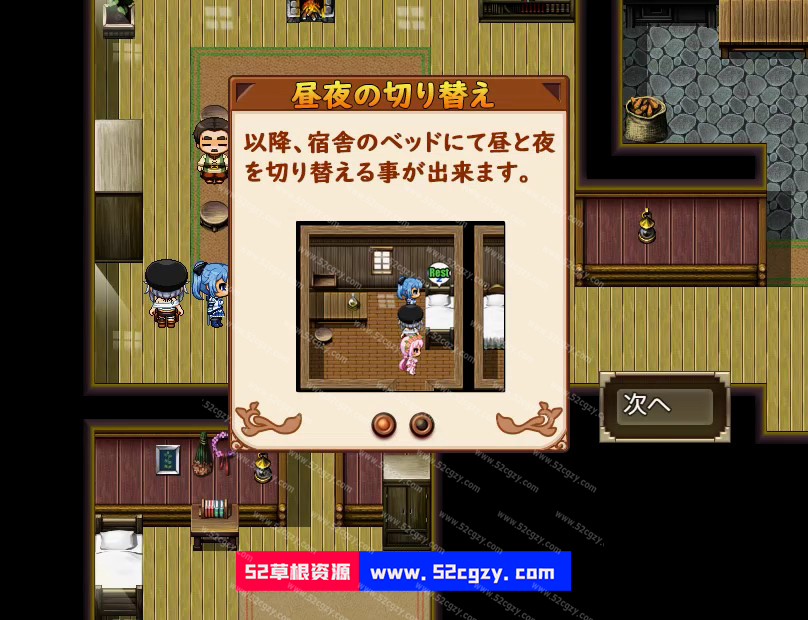 昼夜の切り替え
以降、宿舎のベッドにて昼と夜
を切り替える事が出来ます。
Rest
次へ
52草根资源 www.52cgzy.com